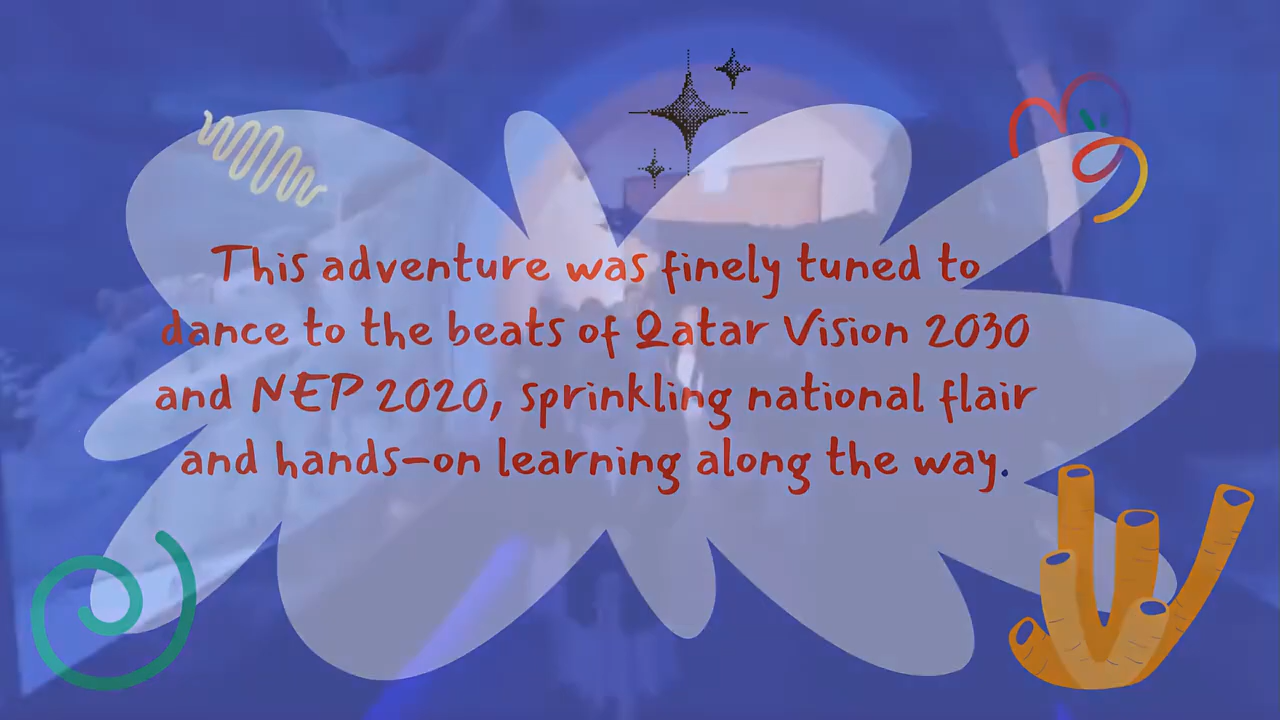 This adventure was finely tuned to
dance to the beats of Qatar Vision 2030
and NEP 2020, sprinkling national flair
and hands-on learning along the way.